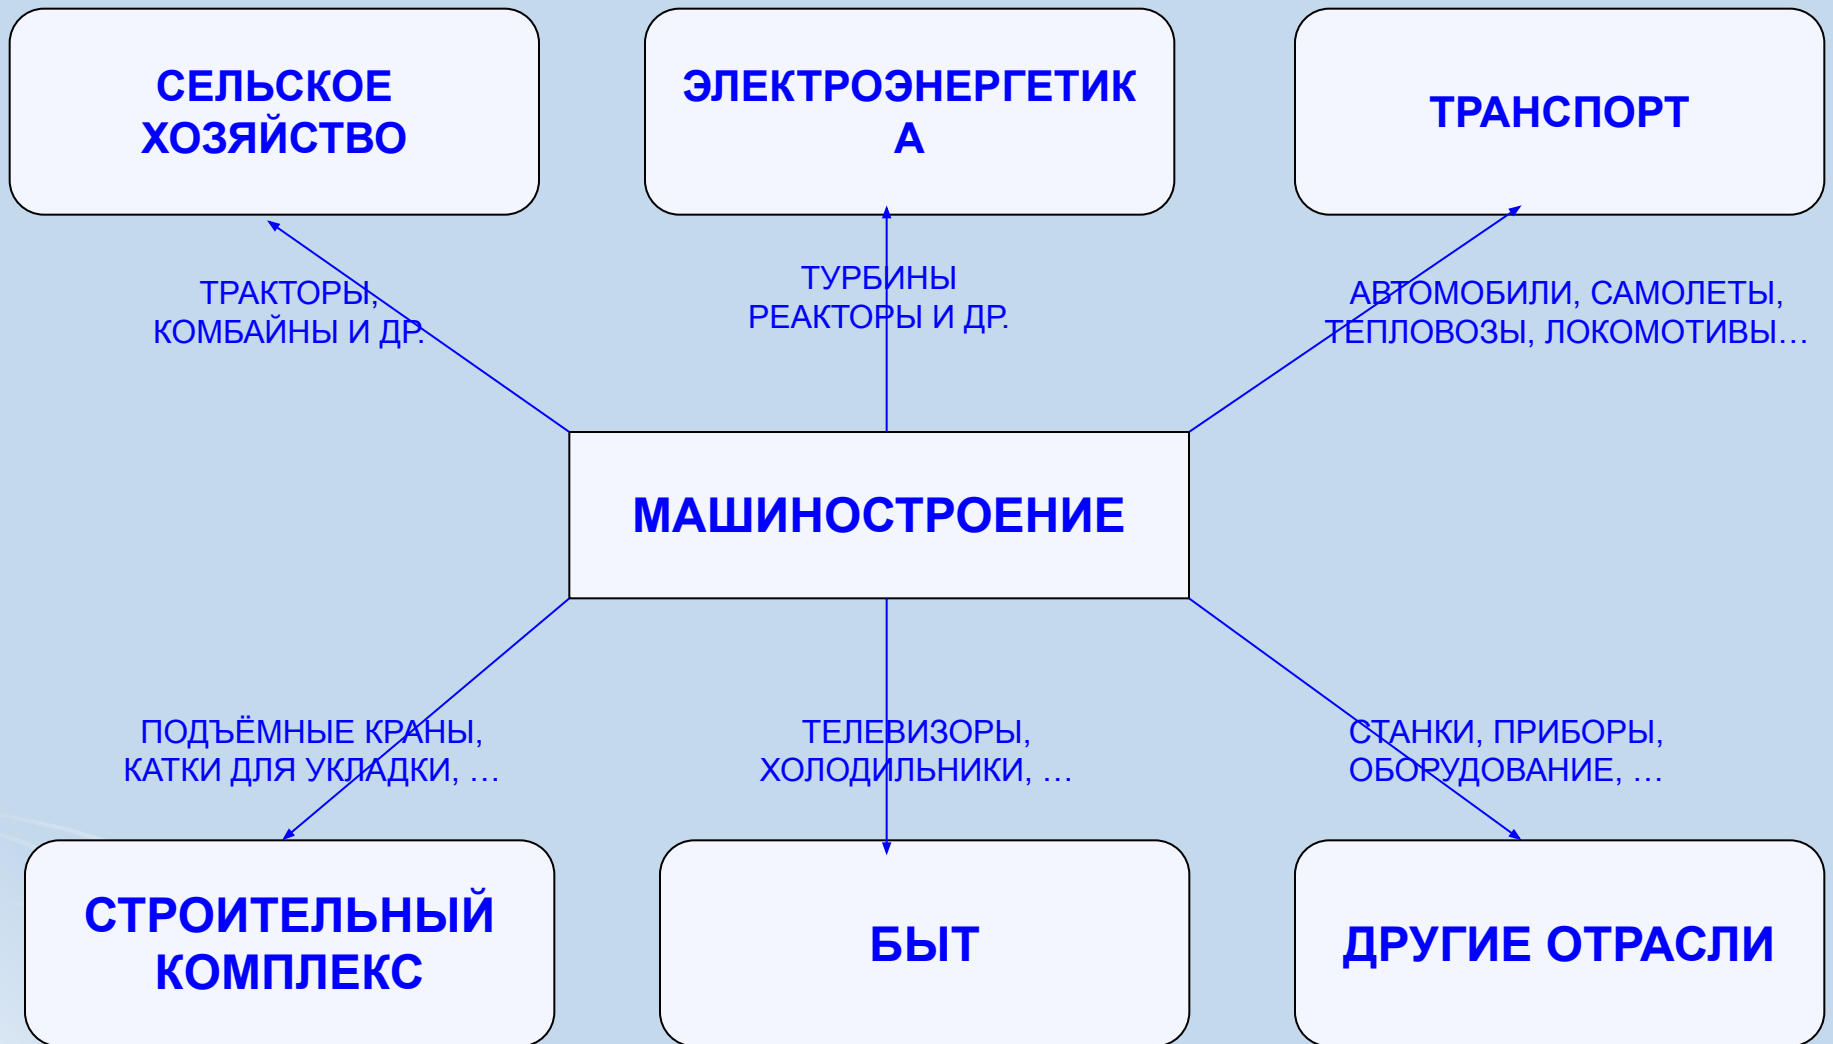 СЕЛЬСКОЕ
ХОЗЯЙСТВО
ЭЛЕКТРОЭНЕРГЕТИК
А
ТРАНСПОРТ
ТРАКТОРЫ,
КОМБАЙНЫ И ДР.
ТУРБИНЫ
РЕАКТОРЫ И ДР.
АВТОМОБИЛИ, САМОЛЕТЫ,
ТЕПЛОВОЗЫ, ЛОКОМОТИВЫ…
МАШИНОСТРОЕНИЕ
ПОДЪЁМНЫЕ КРАНЫ,
КАТКИ ДЛЯ УКЛАДКИ, …
ТЕЛЕВИЗОРЫ,
ХОЛОДИЛЬНИКИ, …
СТАНКИ, ПРИБОРЫ,
ОБОРУДОВАНИЕ, …
СТРОИТЕЛЬНЫЙ
КОМПЛЕКС
БЫТ
ДРУГИЕ ОТРАСЛИ